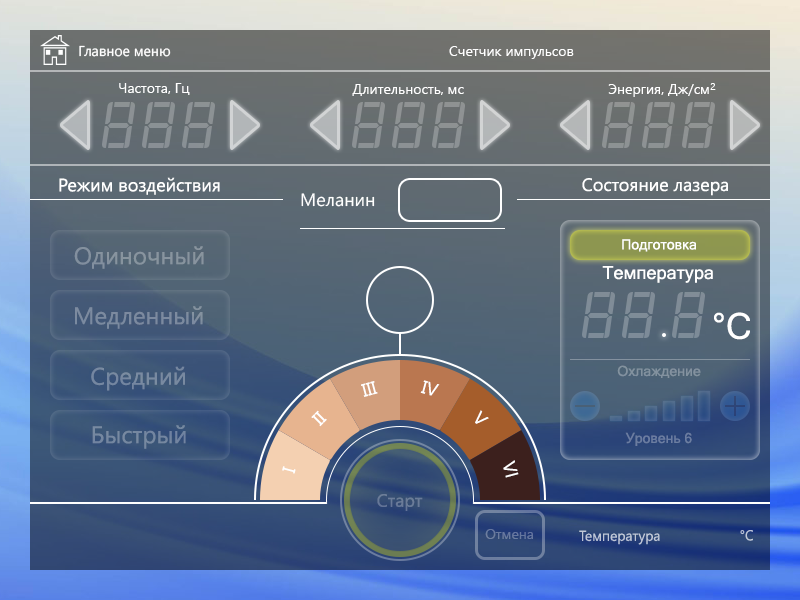 Главное меню
Счетчик импульсов
Частота, Гц
Длительность, мс
Энергия, Дж/см²
888
888
888
Режим воздействия
Меланин
Состояние лазера
Одиночный
Медленный
Средний
Быстрый
Подготовка
Температура
88.8 °C
Охлаждение
Уровень 6
I
II
III
IV
V
VI
Старт
Отмена
Температура
°C